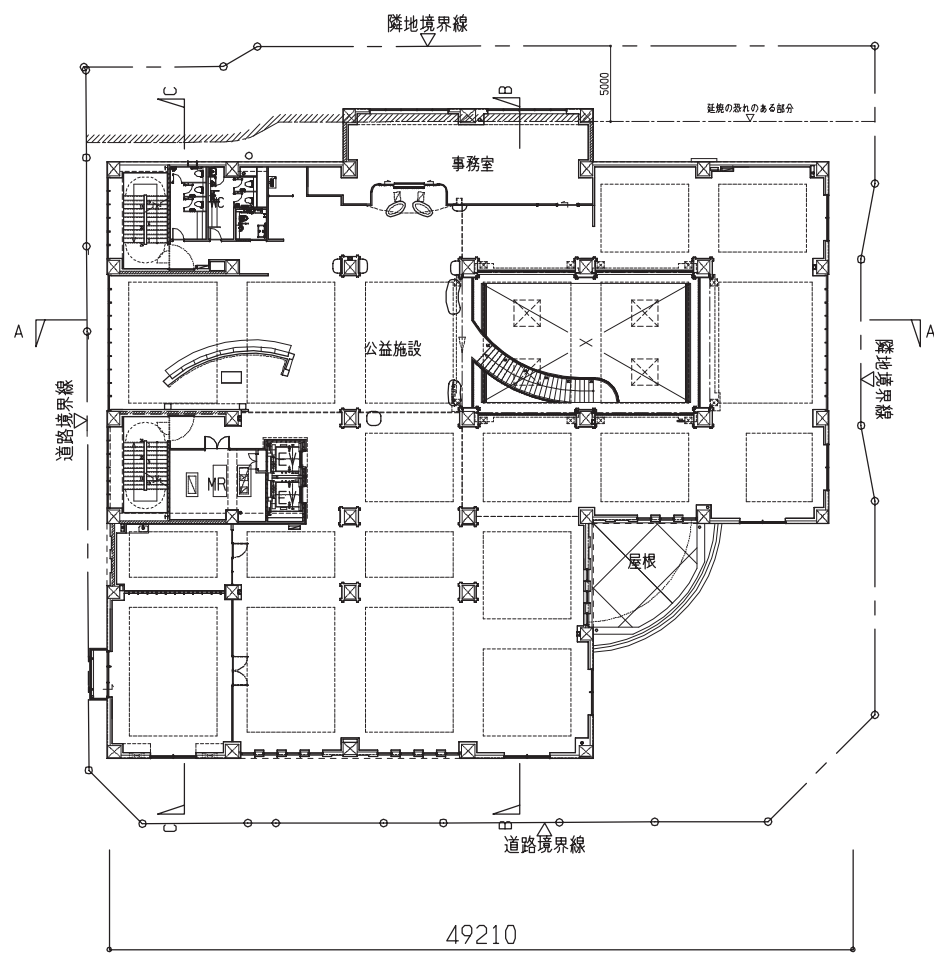 隣地境界線
C
B
5000
延焼の恐れのある部分
事務室
A
A
公益施設
隣地境界線
道路境界線
MR
EV
EV
屋根
C
B
道路境界線
49210